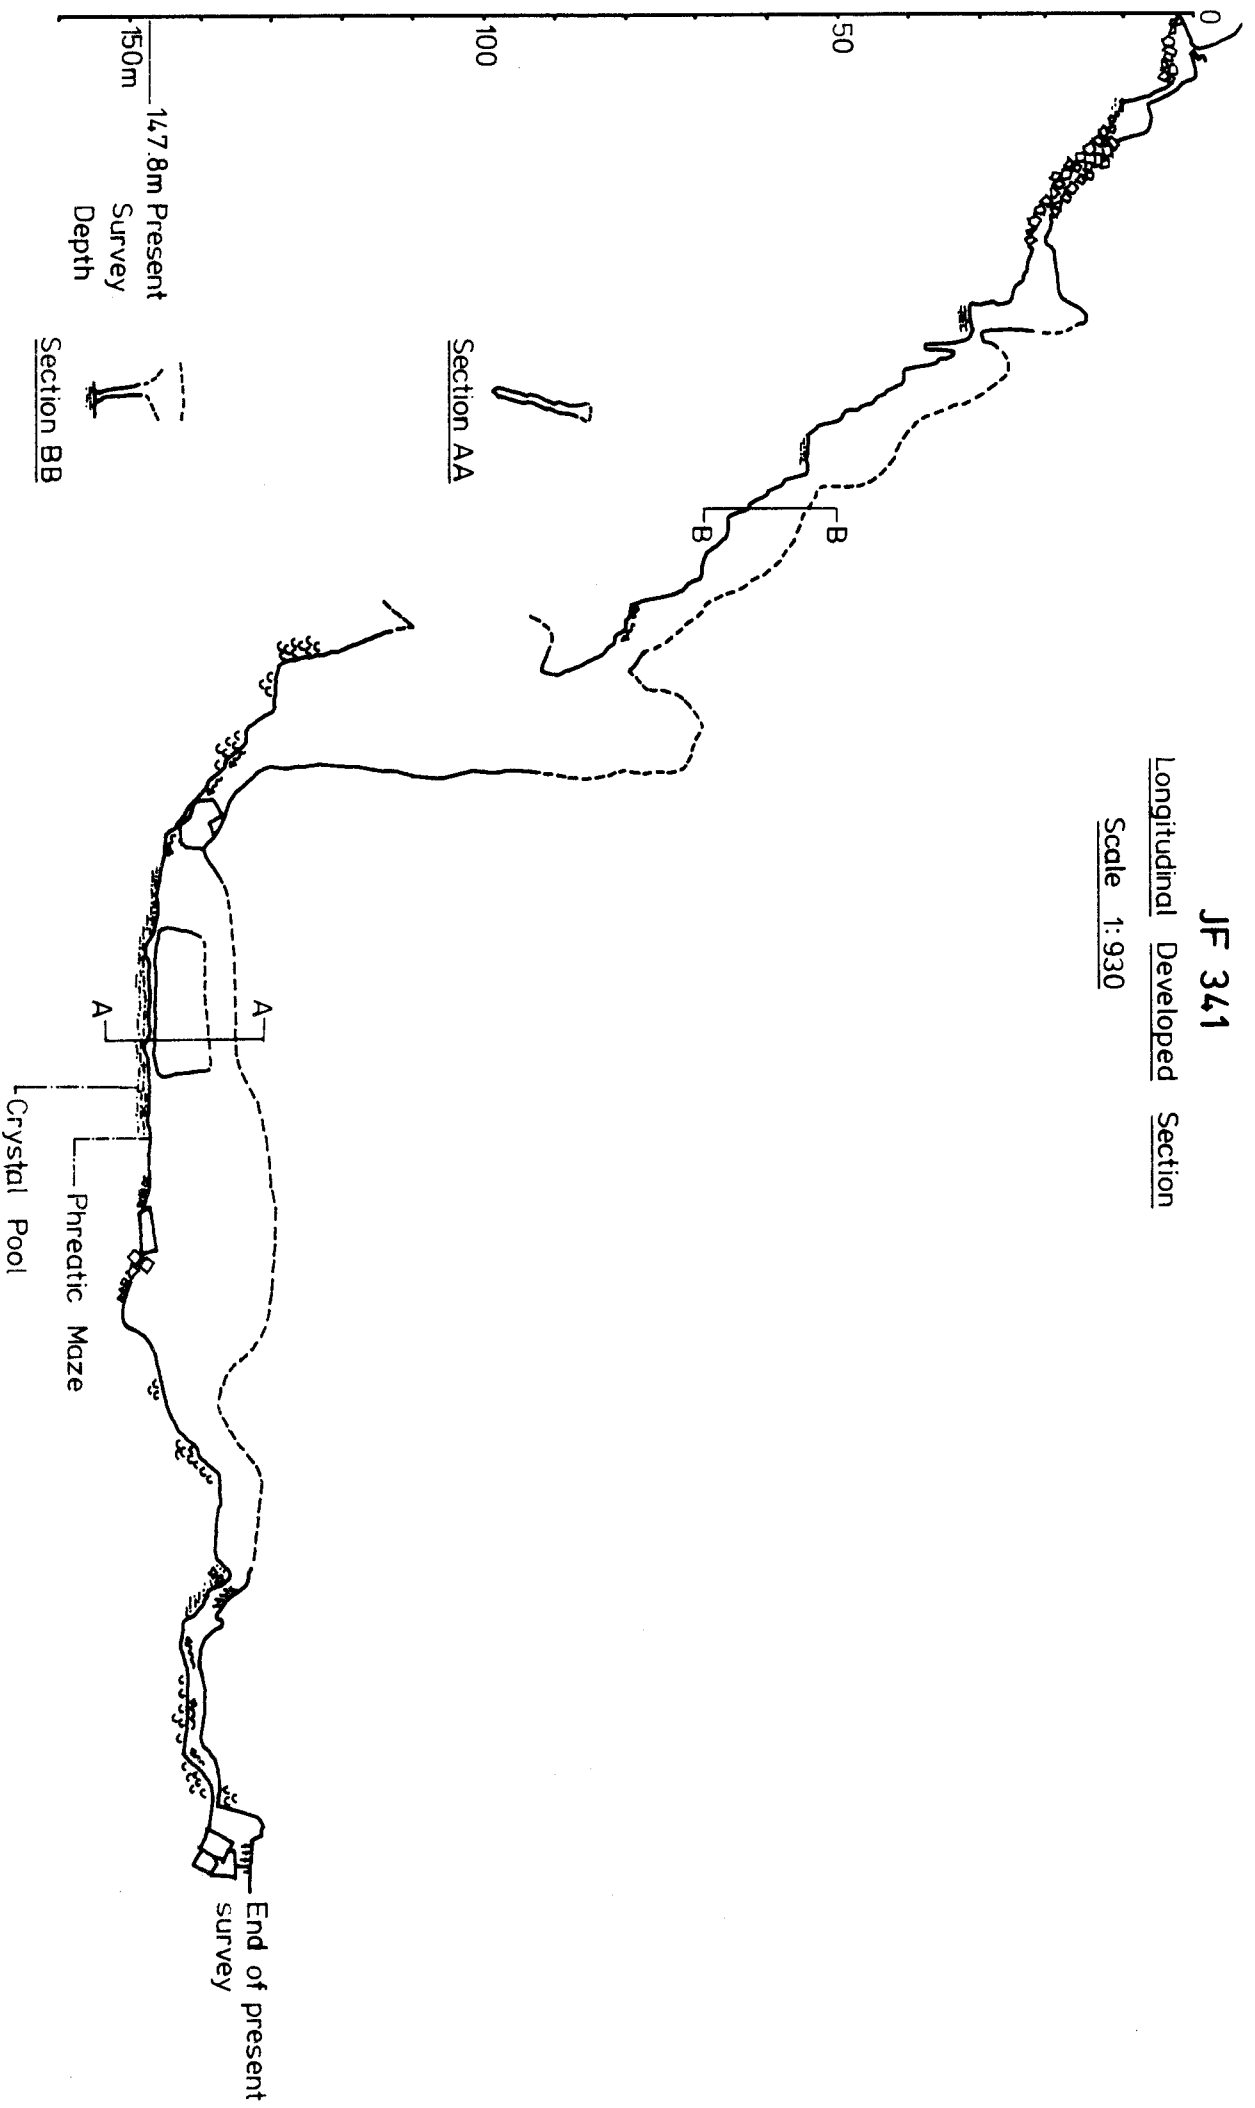 JF 341
Longitudinal Developed Section
Scale 1:930
0
50
100
150m
147.8m Present
Survey
Depth
Section AA
Section BB
B
B
A
A
Crystal Pool
Phreatic Maze
End of present
survey